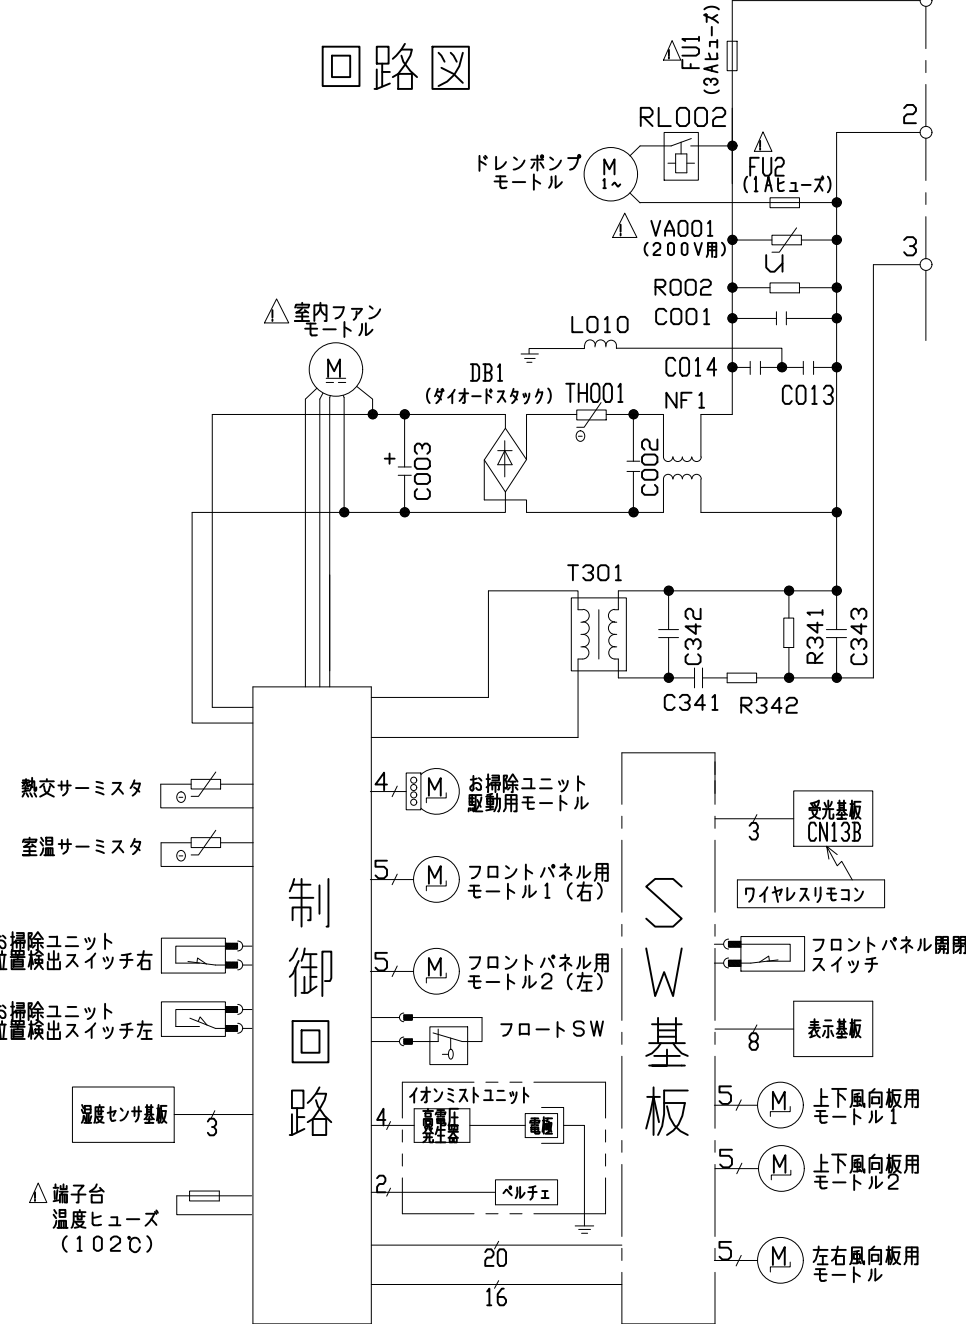 回路図
FU1
(3Aヒューズ)
RL002
2
ドレンポンプ
モートル
M
1～
FU2
(1Aヒューズ)
VA001
(200V用)
U
3
R002
C001
室内ファン
モートル
M
L010
C014
C013
DB1
(ダイオードスタック)
TH001
NF1
+
C003
C002
T301
C342
R341
C343
C341
R342
熱交サーミスタ
室温サーミスタ
お掃除ユニット
位置検出スイッチ右
お掃除ユニット
位置検出スイッチ左
湿度センサ基板
3
端子台
温度ヒューズ
(102℃)
制御回路
4
M
お掃除ユニット
駆動用モートル
5
M
フロントパネル用
モートル1(右)
5
M
フロントパネル用
モートル2(左)
フロートSW
イオンミストユニット
4
高電圧
発生器
電極
2
ペルチェ
20
16
SW基板
3
受光基板
CN13B
ワイヤレスリモコン
フロントパネル開閉
スイッチ
8
表示基板
5
M
上下風向板用
モートル1
5
M
上下風向板用
モートル2
5
M
左右風向板用
モートル